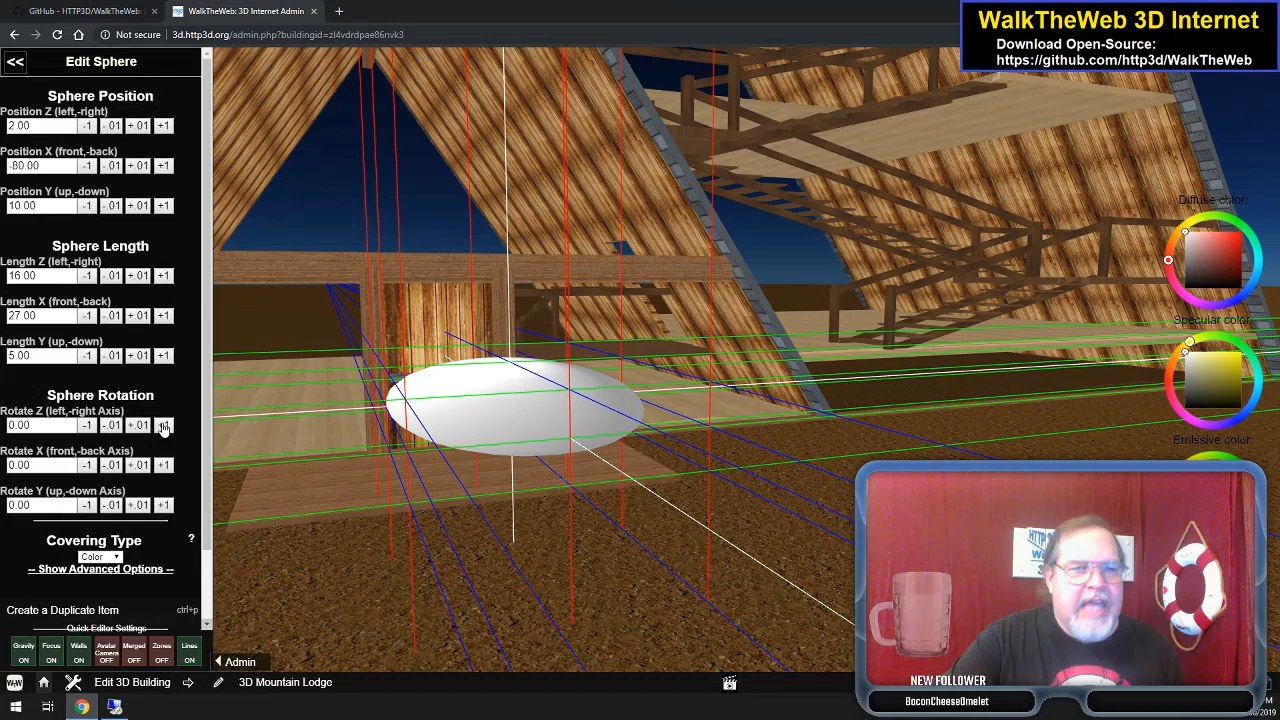 GitHub - HTTP3D/WalkTheWeb:
WalkTheWeb: 3D Internet Admin
Not secure | 3d.http3d.org/admin.php?buildingid=zl4vdrdpae86nvk3
WalkTheWeb 3D Internet
Download Open-Source:
https://github.com/http3d/WalkTheWeb
<< Edit Sphere
Sphere Position
Position Z (left,-right)
2.00 -1 -.01 +.01 +1
Position X (front,-back)
-80.00 -1 -.01 +.01 +1
Position Y (up,-down)
10.00 -1 -.01 +.01 +1
Sphere Length
Length Z (left,-right)
16.00 -1 -.01 +.01 +1
Length X (front,-back)
27.00 -1 -.01 +.01 +1
Length Y (up,-down)
5.00 -1 -.01 +.01 +1
Sphere Rotation
Rotate Z (left,-right Axis)
0.00 -1 -.01 +.01
Rotate X (front,-back Axis)
0.00 -1 -.01 +.01 +1
Rotate Y (up,-down Axis)
0.00 -1 -.01 +.01 +1
Covering Type ?
Color
-- Show Advanced Options --
Create a Duplicate Item ctrl+p
Quick Editor Settings
Gravity ON
Focus ON
Walls ON
Avatar Camera OFF
Merged OFF
Zones OFF
Lines ON
Admin
Edit 3D Building
3D Mountain Lodge
Diffuse color:
Specular color:
Emissive color:
NEW FOLLOWER
BaconCheeseOmelet